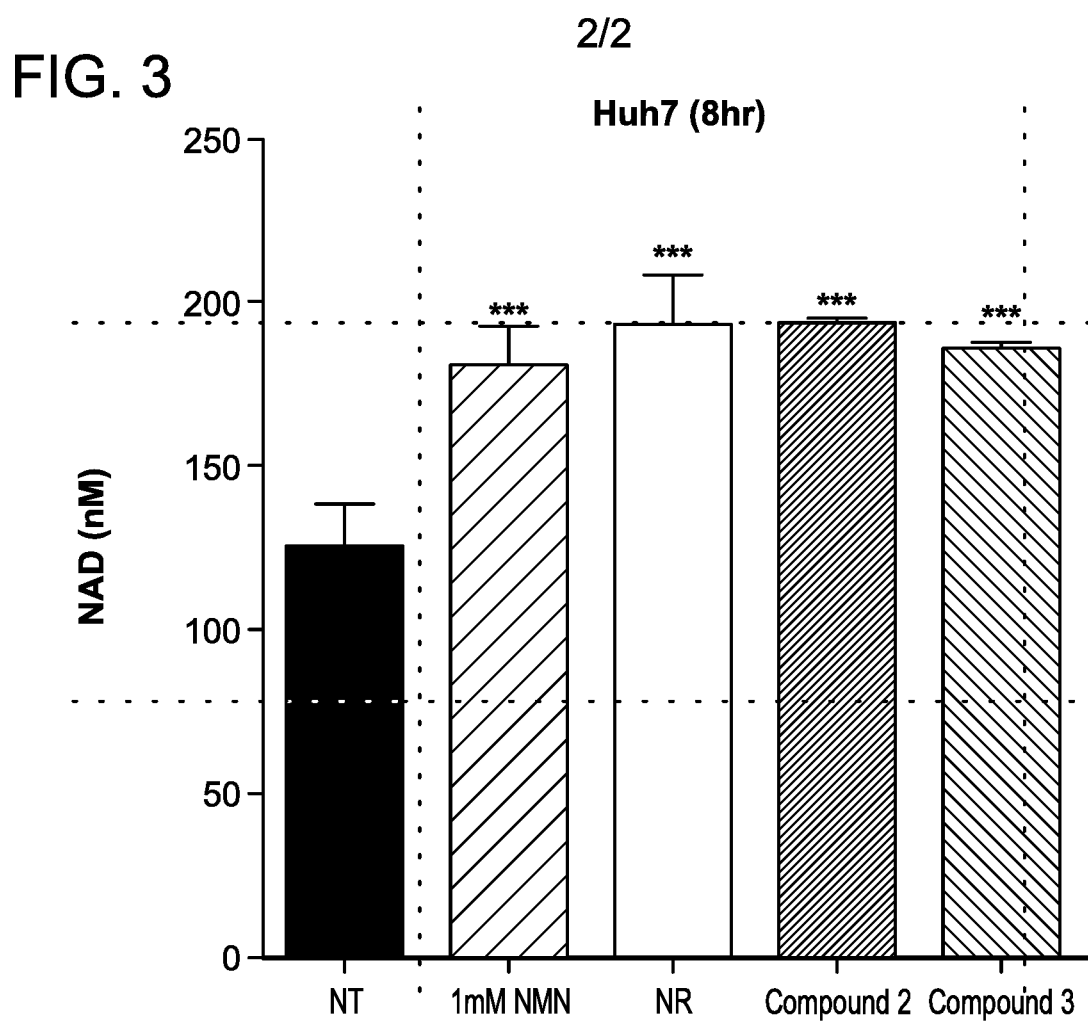 2/2
FIG. 3
Huh7 (8hr)
250
200
150
100
50
0
NAD (nM)
***
***
***
***
NT
1mM NMN
NR
Compound 2
Compound 3